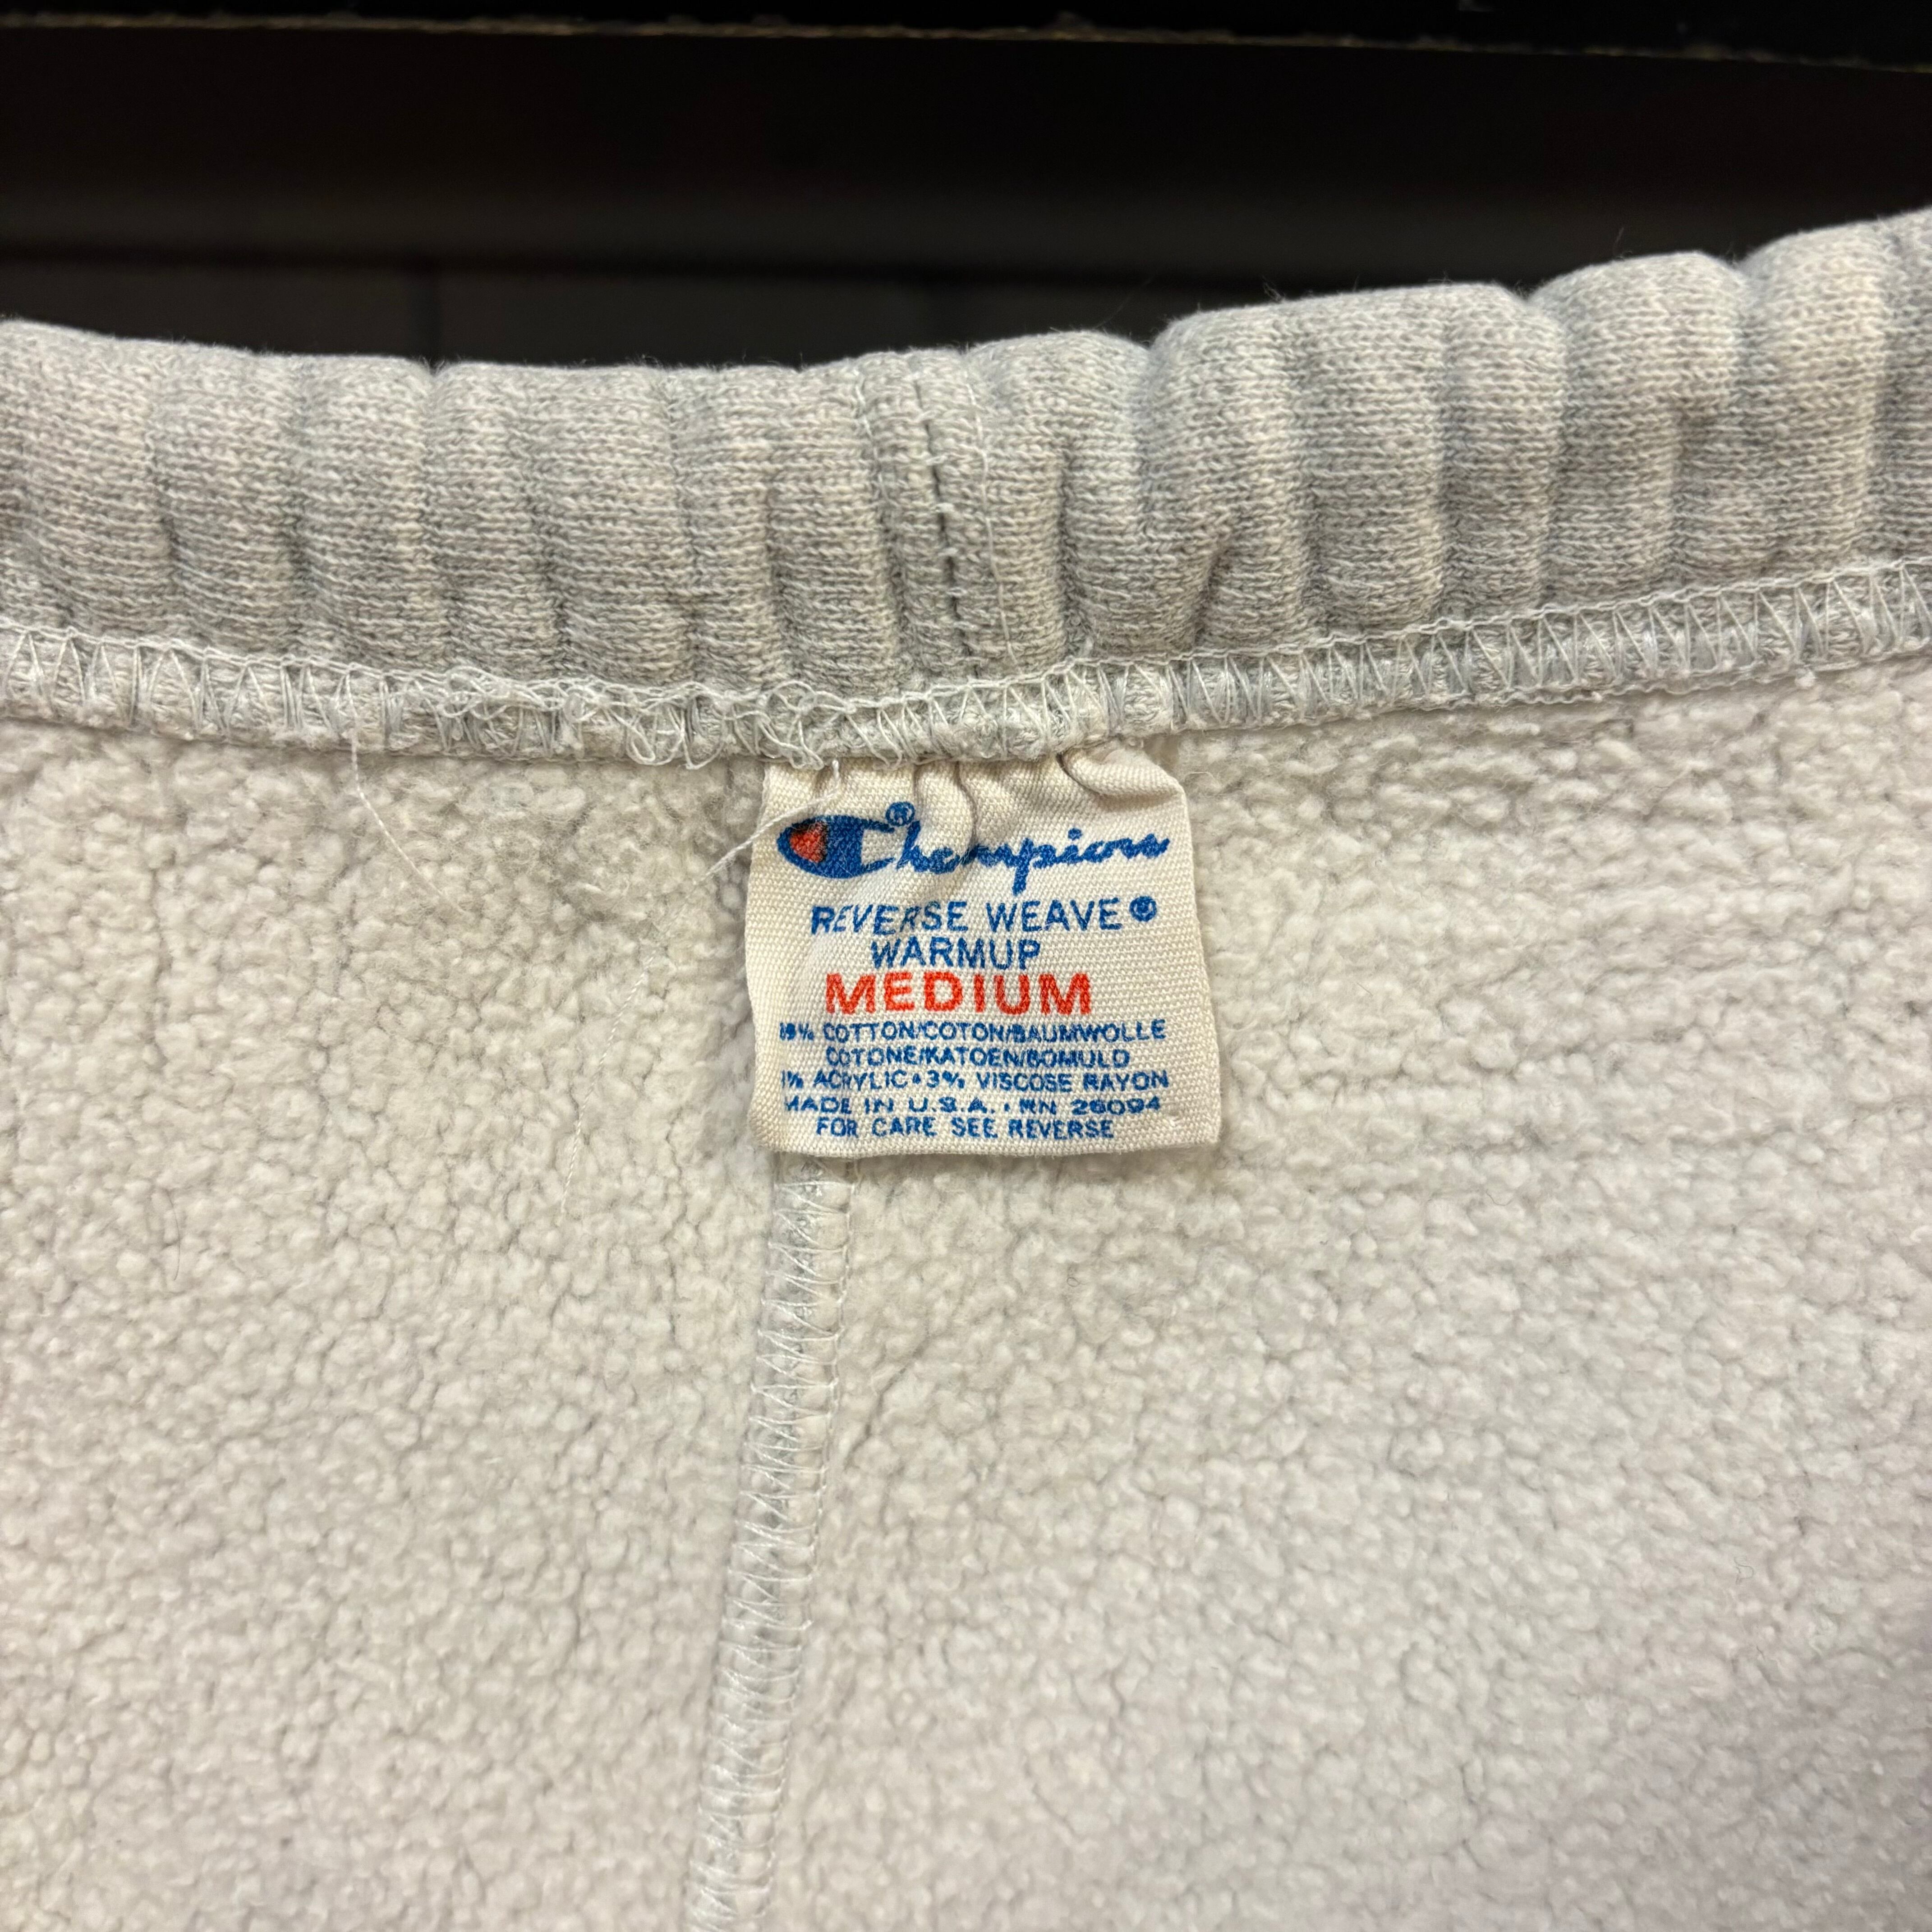 Champion®
REVERSE WEAVE®
WARMUP
MEDIUM
COTTON/COTON/BAUMWOLLE
COTONE/KATOEN/BOMULD
ACRYLIC • 3% VISCOSE RAYON
MADE IN U.S.A. • RN 26094
FOR CARE SEE REVERSE